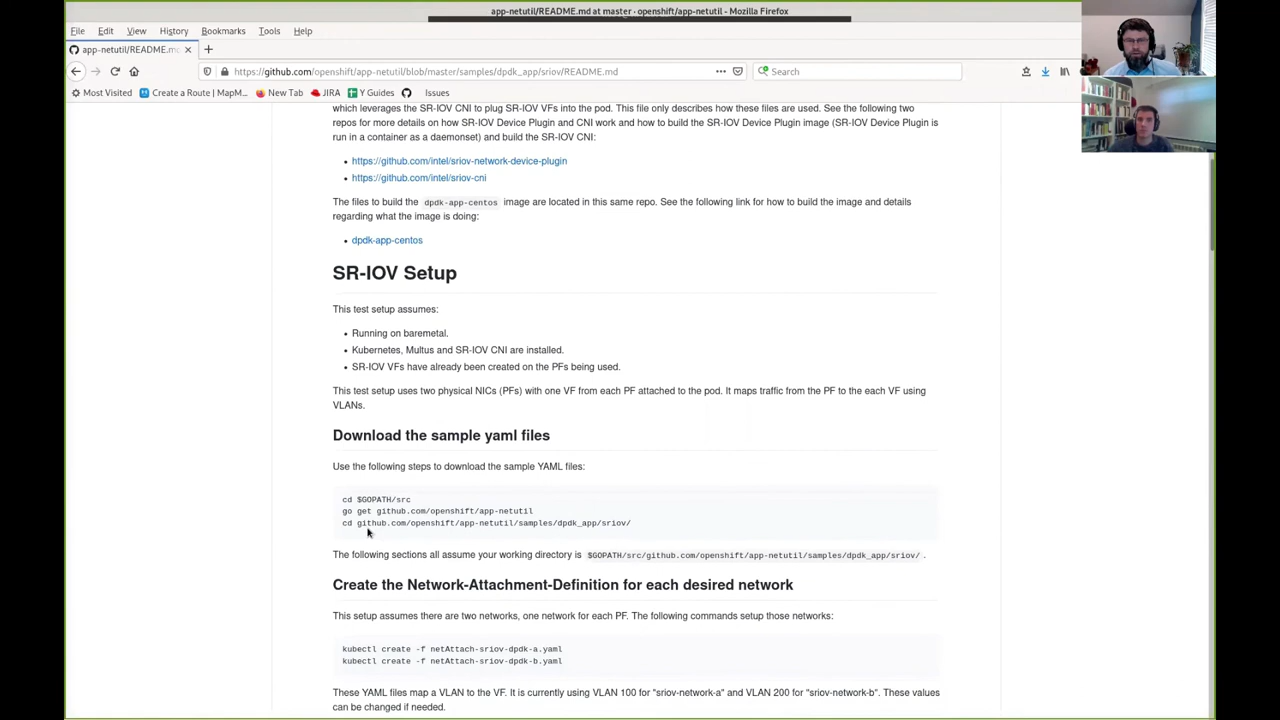 app-netutil/README.md at master · openshift/app-netutil - Mozilla Firefox
File Edit View History Bookmarks Tools Help
app-netutil/README.mc
https://github.com/openshift/app-netutil/blob/master/samples/dpdk_app/sriov/README.md
Search
Most Visited Create a Route | MapM... New Tab JIRA Y Guides Issues
which leverages the SR-IOV CNI to plug SR-IOV VFs into the pod. This file only describes how these files are used. See the following two
repos for more details on how SR-IOV Device Plugin and CNI work and how to build the SR-IOV Device Plugin image (SR-IOV Device Plugin is
run in a container as a daemonset) and build the SR-IOV CNI:
• https://github.com/intel/sriov-network-device-plugin
• https://github.com/intel/sriov-cni
The files to build the dpdk-app-centos image are located in this same repo. See the following link for how to build the image and details
regarding what the image is doing:
• dpdk-app-centos
SR-IOV Setup
This test setup assumes:
• Running on baremetal.
• Kubernetes, Multus and SR-IOV CNI are installed.
• SR-IOV VFs have already been created on the PFs being used.
This test setup uses two physical NICs (PFs) with one VF from each PF attached to the pod. It maps traffic from the PF to the each VF using
VLANs.
Download the sample yaml files
Use the following steps to download the sample YAML files:
cd $GOPATH/src
go get github.com/openshift/app-netutil
cd github.com/openshift/app-netutil/samples/dpdk_app/sriov/
The following sections all assume your working directory is $GOPATH/src/github.com/openshift/app-netutil/samples/dpdk_app/sriov/ .
Create the Network-Attachment-Definition for each desired network
This setup assumes there are two networks, one network for each PF. The following commands setup those networks:
kubectl create -f netAttach-sriov-dpdk-a.yaml
kubectl create -f netAttach-sriov-dpdk-b.yaml
These YAML files map a VLAN to the VF. It is currently using VLAN 100 for "sriov-network-a" and VLAN 200 for "sriov-network-b". These values
can be changed if needed.